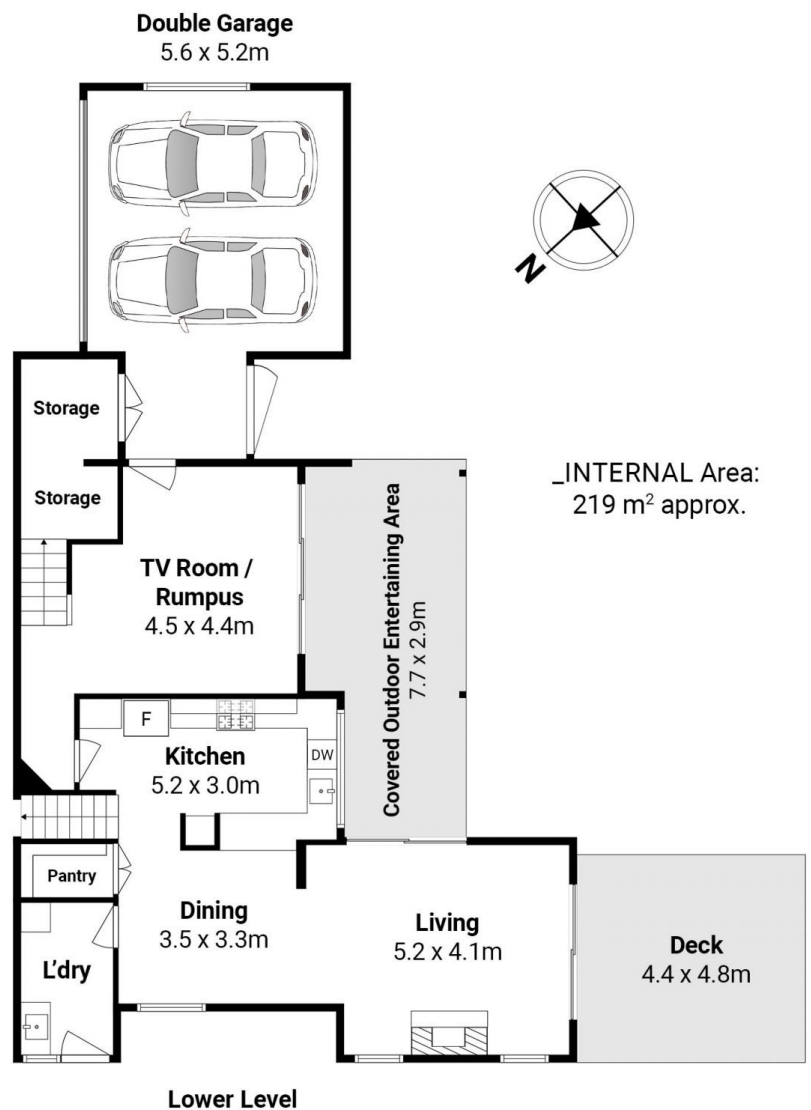 Double Garage
5.6 x 5.2m
N
Storage
Storage
_INTERNAL Area:
219 m² approx.
TV Room /
Rumpus
4.5 x 4.4m
Covered Outdoor Entertaining Area
7.7 x 2.9m
F
Kitchen
5.2 x 3.0m
DW
Pantry
Dining
3.5 x 3.3m
Living
5.2 x 4.1m
L'dry
Deck
4.4 x 4.8m
Lower Level